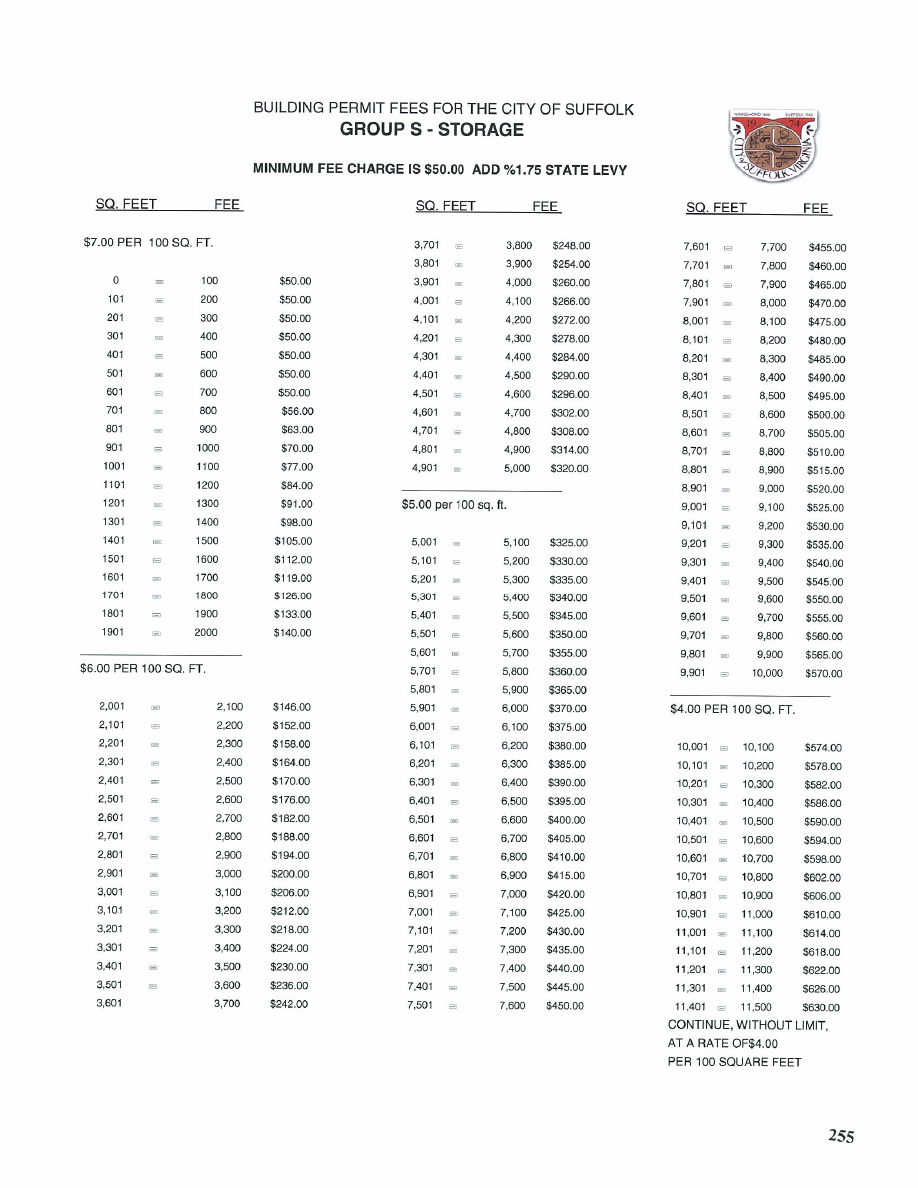 BUILDING PERMIT FEES FOR THE CITY OF SUFFOLK
GROUP S - STORAGE
MINIMUM FEE CHARGE IS $50.00 ADD %1.75 STATE LEVY
NANSEMOND 1646 SUFFOLK 1742
19 74
CITY of SUFFOLK, VIRGINIA
SQ. FEET FEE
$7.00 PER 100 SQ. FT.
0 = 100 $50.00
101 = 200 $50.00
201 = 300 $50.00
301 = 400 $50.00
401 = 500 $50.00
501 = 600 $50.00
601 = 700 $50.00
701 = 800 $56.00
801 = 900 $63.00
901 = 1000 $70.00
1001 = 1100 $77.00
1101 = 1200 $84.00
1201 = 1300 $91.00
1301 = 1400 $98.00
1401 = 1500 $105.00
1501 = 1600 $112.00
1601 = 1700 $119.00
1701 = 1800 $126.00
1801 = 1900 $133.00
1901 = 2000 $140.00
$6.00 PER 100 SQ. FT.
2,001 = 2,100 $146.00
2,101 = 2,200 $152.00
2,201 = 2,300 $158.00
2,301 = 2,400 $164.00
2,401 = 2,500 $170.00
2,501 = 2,600 $176.00
2,601 = 2,700 $182.00
2,701 = 2,800 $188.00
2,801 = 2,900 $194.00
2,901 = 3,000 $200.00
3,001 = 3,100 $206.00
3,101 = 3,200 $212.00
3,201 = 3,300 $218.00
3,301 = 3,400 $224.00
3,401 = 3,500 $230.00
3,501 = 3,600 $236.00
3,601 3,700 $242.00
SQ. FEET FEE
3,701 = 3,800 $248.00
3,801 = 3,900 $254.00
3,901 = 4,000 $260.00
4,001 = 4,100 $266.00
4,101 = 4,200 $272.00
4,201 = 4,300 $278.00
4,301 = 4,400 $284.00
4,401 = 4,500 $290.00
4,501 = 4,600 $296.00
4,601 = 4,700 $302.00
4,701 = 4,800 $308.00
4,801 = 4,900 $314.00
4,901 = 5,000 $320.00
$5.00 per 100 sq. ft.
5,001 = 5,100 $325.00
5,101 = 5,200 $330.00
5,201 = 5,300 $335.00
5,301 = 5,400 $340.00
5,401 = 5,500 $345.00
5,501 = 5,600 $350.00
5,601 = 5,700 $355.00
5,701 = 5,800 $360.00
5,801 = 5,900 $365.00
5,901 = 6,000 $370.00
6,001 = 6,100 $375.00
6,101 = 6,200 $380.00
6,201 = 6,300 $385.00
6,301 = 6,400 $390.00
6,401 = 6,500 $395.00
6,501 = 6,600 $400.00
6,601 = 6,700 $405.00
6,701 = 6,800 $410.00
6,801 = 6,900 $415.00
6,901 = 7,000 $420.00
7,001 = 7,100 $425.00
7,101 = 7,200 $430.00
7,201 = 7,300 $435.00
7,301 = 7,400 $440.00
7,401 = 7,500 $445.00
7,501 = 7,600 $450.00
SQ. FEET FEE
7,601 = 7,700 $455.00
7,701 = 7,800 $460.00
7,801 = 7,900 $465.00
7,901 = 8,000 $470.00
8,001 = 8,100 $475.00
8,101 = 8,200 $480.00
8,201 = 8,300 $485.00
8,301 = 8,400 $490.00
8,401 = 8,500 $495.00
8,501 = 8,600 $500.00
8,601 = 8,700 $505.00
8,701 = 8,800 $510.00
8,801 = 8,900 $515.00
8,901 = 9,000 $520.00
9,001 = 9,100 $525.00
9,101 = 9,200 $530.00
9,201 = 9,300 $535.00
9,301 = 9,400 $540.00
9,401 = 9,500 $545.00
9,501 = 9,600 $550.00
9,601 = 9,700 $555.00
9,701 = 9,800 $560.00
9,801 = 9,900 $565.00
9,901 = 10,000 $570.00
$4.00 PER 100 SQ. FT.
10,001 = 10,100 $574.00
10,101 = 10,200 $578.00
10,201 = 10,300 $582.00
10,301 = 10,400 $586.00
10,401 = 10,500 $590.00
10,501 = 10,600 $594.00
10,601 = 10,700 $598.00
10,701 = 10,800 $602.00
10,801 = 10,900 $606.00
10,901 = 11,000 $610.00
11,001 = 11,100 $614.00
11,101 = 11,200 $618.00
11,201 = 11,300 $622.00
11,301 = 11,400 $626.00
11,401 = 11,500 $630.00
CONTINUE, WITHOUT LIMIT,
AT A RATE OF$4.00
PER 100 SQUARE FEET
255